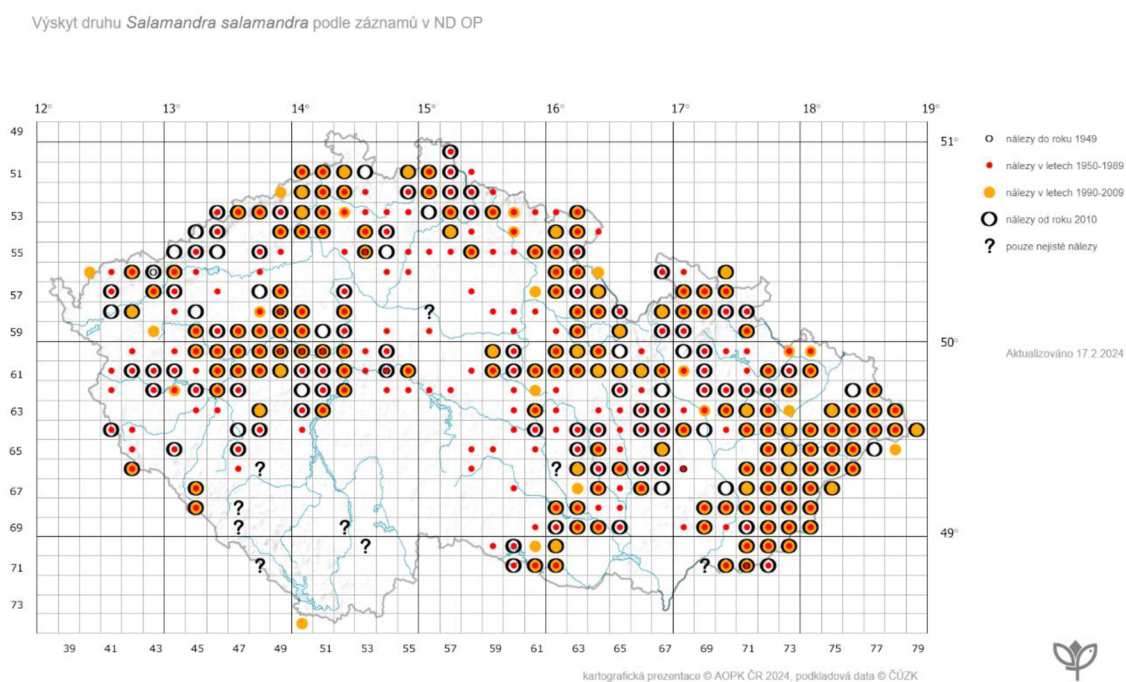 Výskyt druhu Salamandra salamandra podle záznamů v ND OP
12° 13° 14° 15° 16° 17° 18° 19°
49
51
53
55
57
59
61
63
65
67
69
71
73
51°
50°
49°
39 41 43 45 47 49 51 53 55 57 59 61 63 65 67 69 71 73 75 77 79
? ? ? ? ? ? ? ? ?
nálezy do roku 1949
nálezy v letech 1950-1989
nálezy v letech 1990-2009
nálezy od roku 2010
? pouze nejisté nálezy
Aktualizováno 17.2.2024
kartografická prezentace © AOPK ČR 2024, podkladová data © ČÚZK